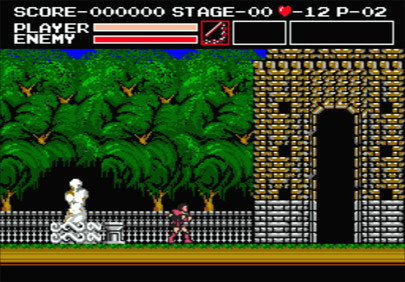 SCORE-000000 STAGE-00 ❤-12 P-02
PLAYER
ENEMY